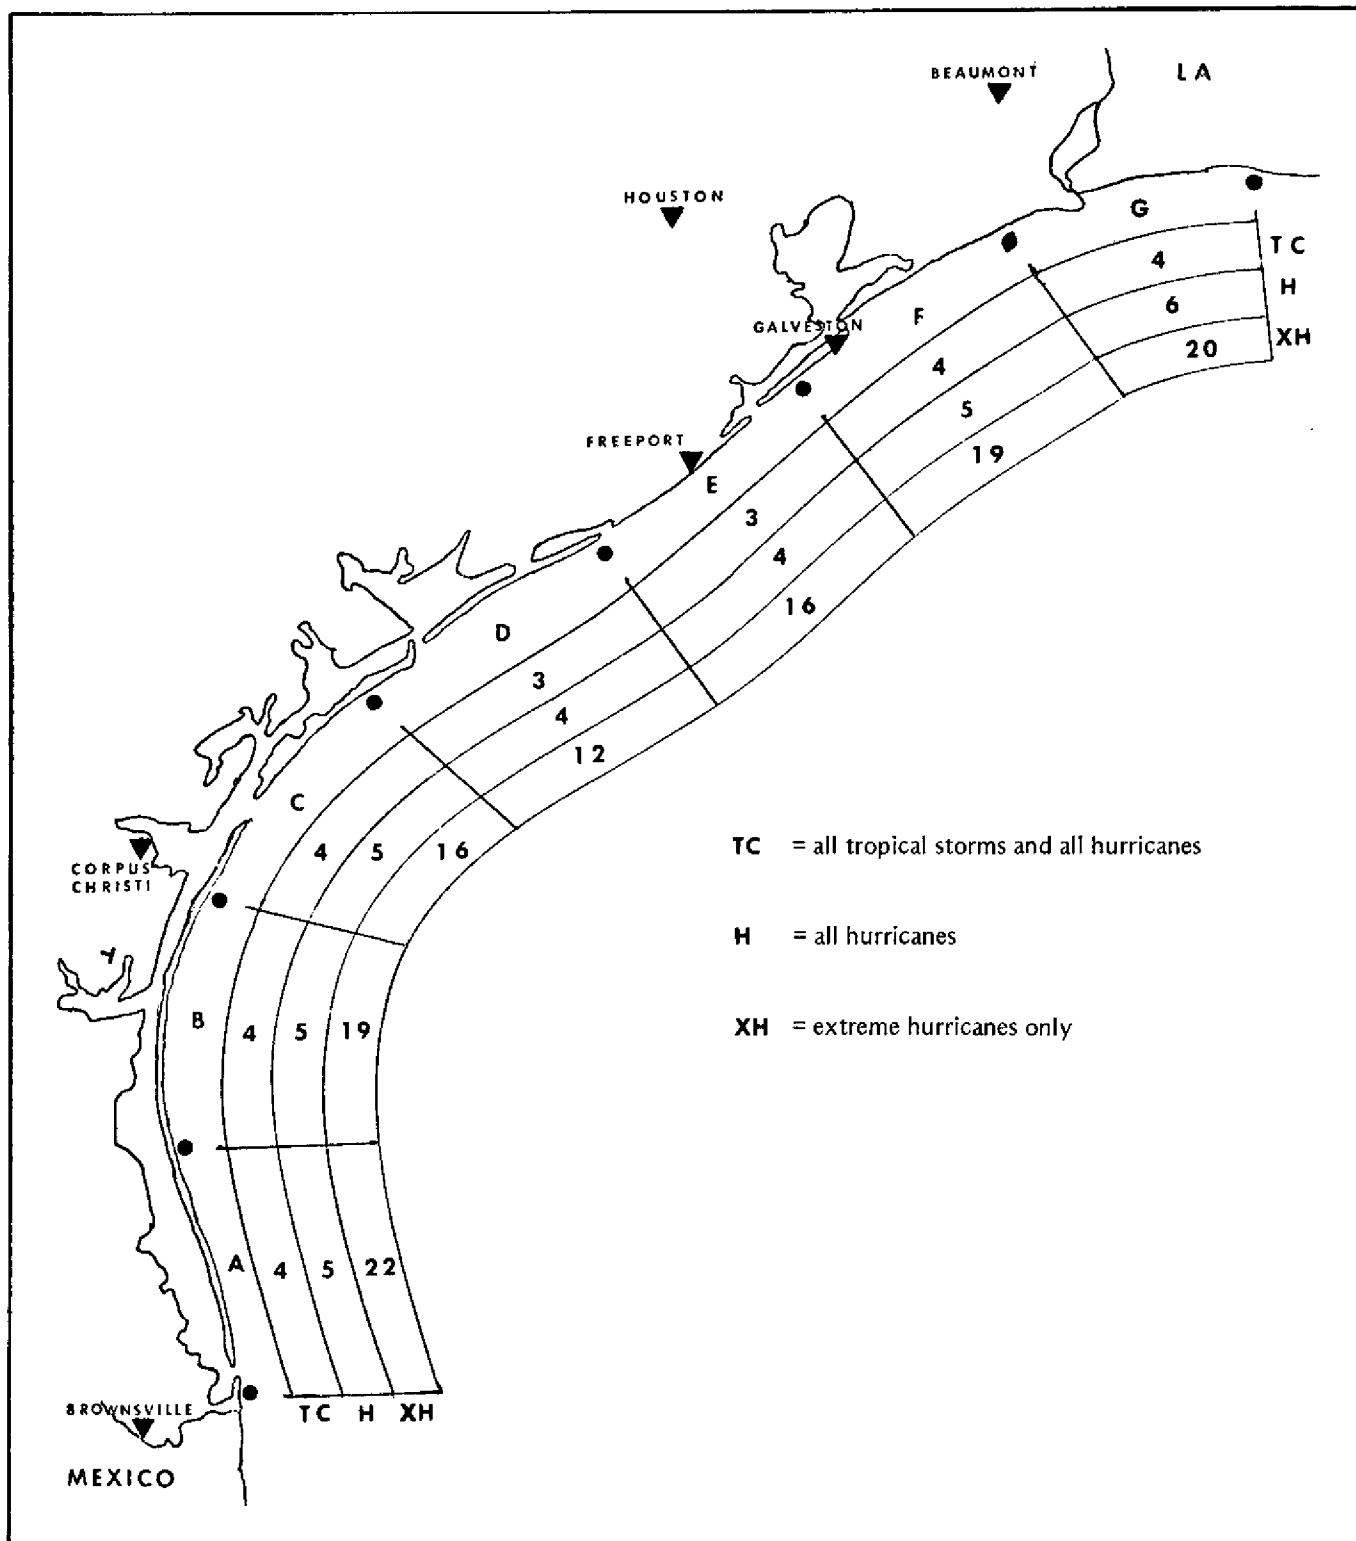 BEAUMONT
LA
HOUSTON
G
TC
4
H
6
F
GALVESTON
XH
20
4
5
FREEPORT
19
E
3
4
16
D
3
4
12
C
4
5
16
TC = all tropical storms and all hurricanes
CORPUS
CHRISTI
H = all hurricanes
B
4
5
19
XH = extreme hurricanes only
A
4
5
22
BROWNSVILLE
TC
H
XH
MEXICO